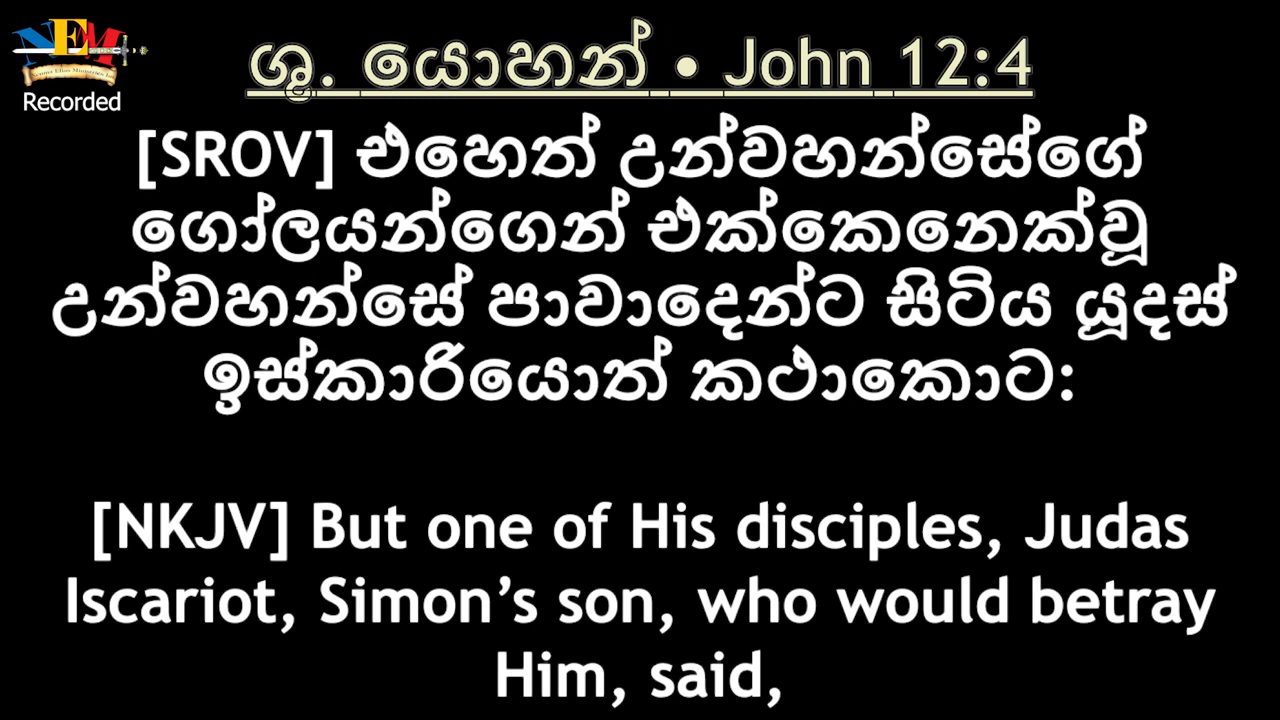 NEM
Recorded
ශු. යොහන් • John 12:4
[SROV] එහෙත් උන්වහන්සේගේ
ගෝලයන්ගෙන් එක්කෙනෙක්වූ
උන්වහන්සේ පාවාදෙන්ට සිටිය යූදස්
ඉස්කාරියොත් කථාකොට:
[NKJV] But one of His disciples, Judas
Iscariot, Simon’s son, who would betray
Him, said,